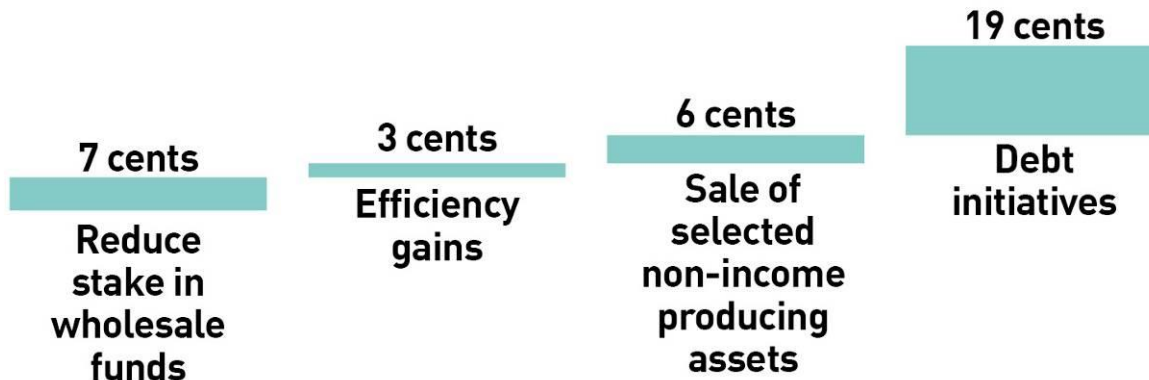 7 cents
Reduce
stake in
wholesale
funds
3 cents
Efficiency
gains
6 cents
Sale of
selected
non-income
producing
assets
19 cents
Debt
initiatives